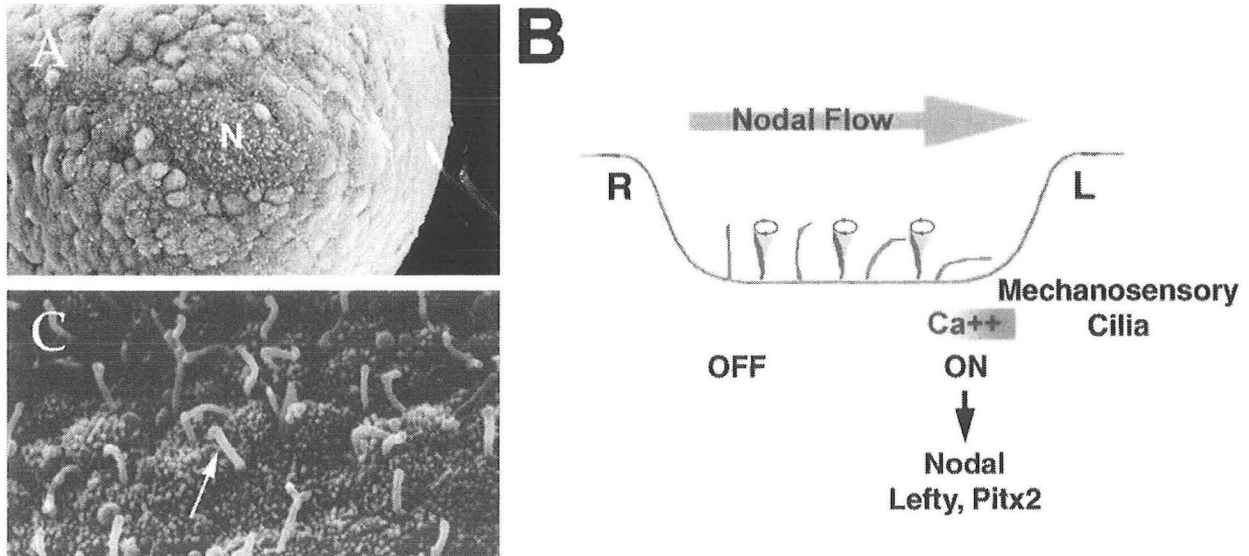 A
N
C
B
Nodal Flow
R
L
Mechanosensory
Cilia
Ca++
OFF
ON
Nodal
Lefty, Pitx2